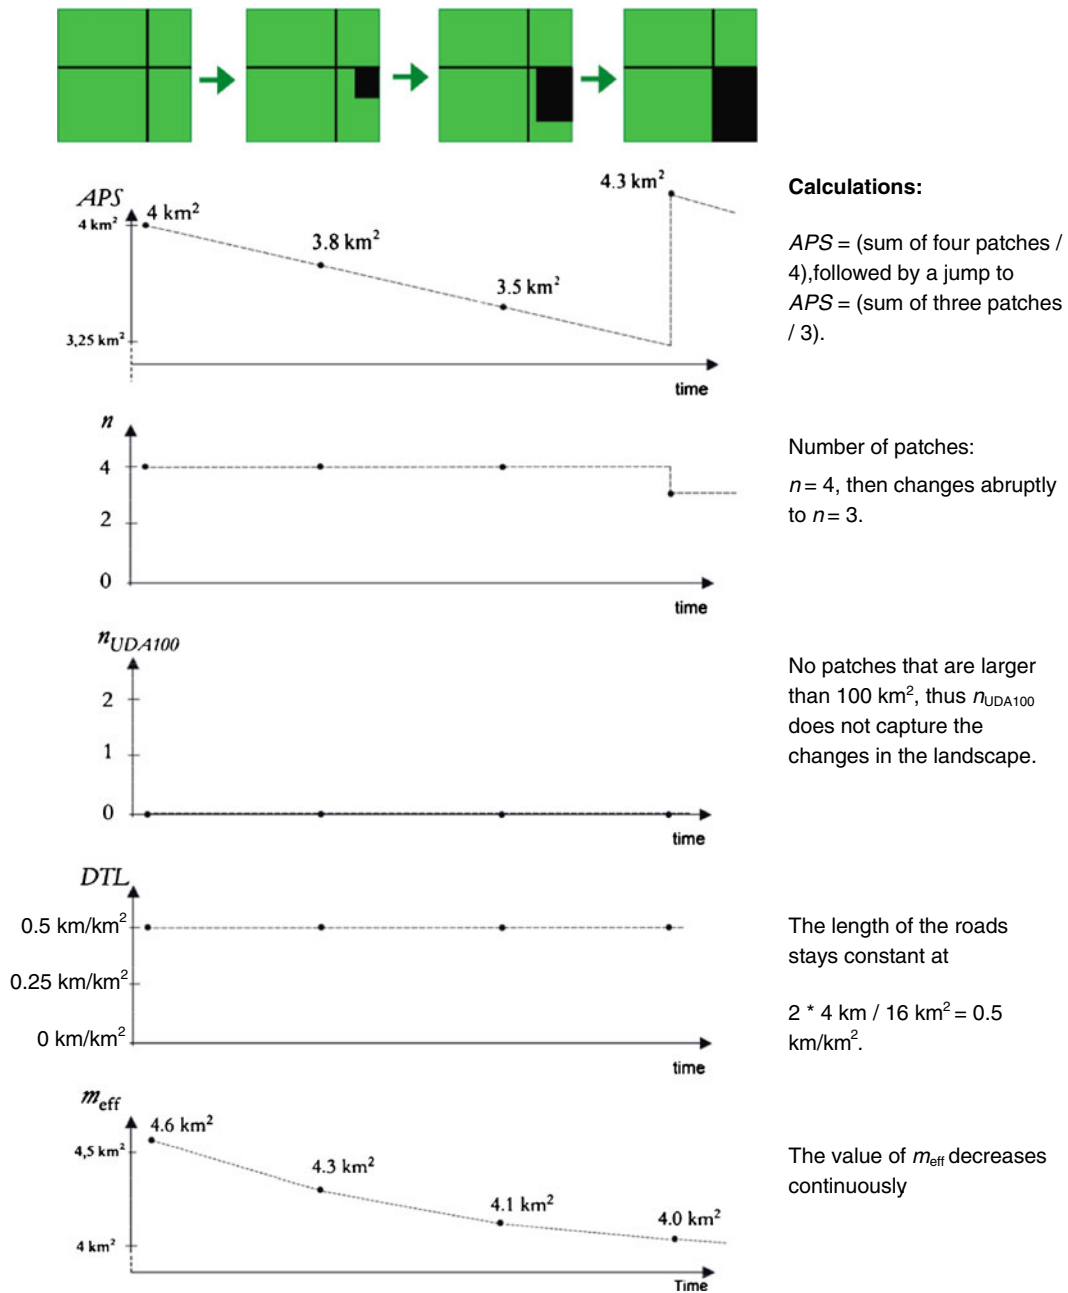 Calculations:
APS
4 km²
4 km²
3.8 km²
3.5 km²
4.3 km²
3,25 km²
time
APS = (sum of four patches /
4),followed by a jump to
APS = (sum of three patches
/ 3).
n
4
2
0
time
Number of patches:
n = 4, then changes abruptly
to n = 3.
nUDA100
2
1
0
time
No patches that are larger
than 100 km², thus nUDA100
does not capture the
changes in the landscape.
DTL
0.5 km/km²
0.25 km/km²
0 km/km²
time
The length of the roads
stays constant at
2 * 4 km / 16 km² = 0.5
km/km².
meff
4.6 km²
4,5 km²
4.3 km²
4.1 km²
4.0 km²
4 km²
Time
The value of meff decreases
continuously